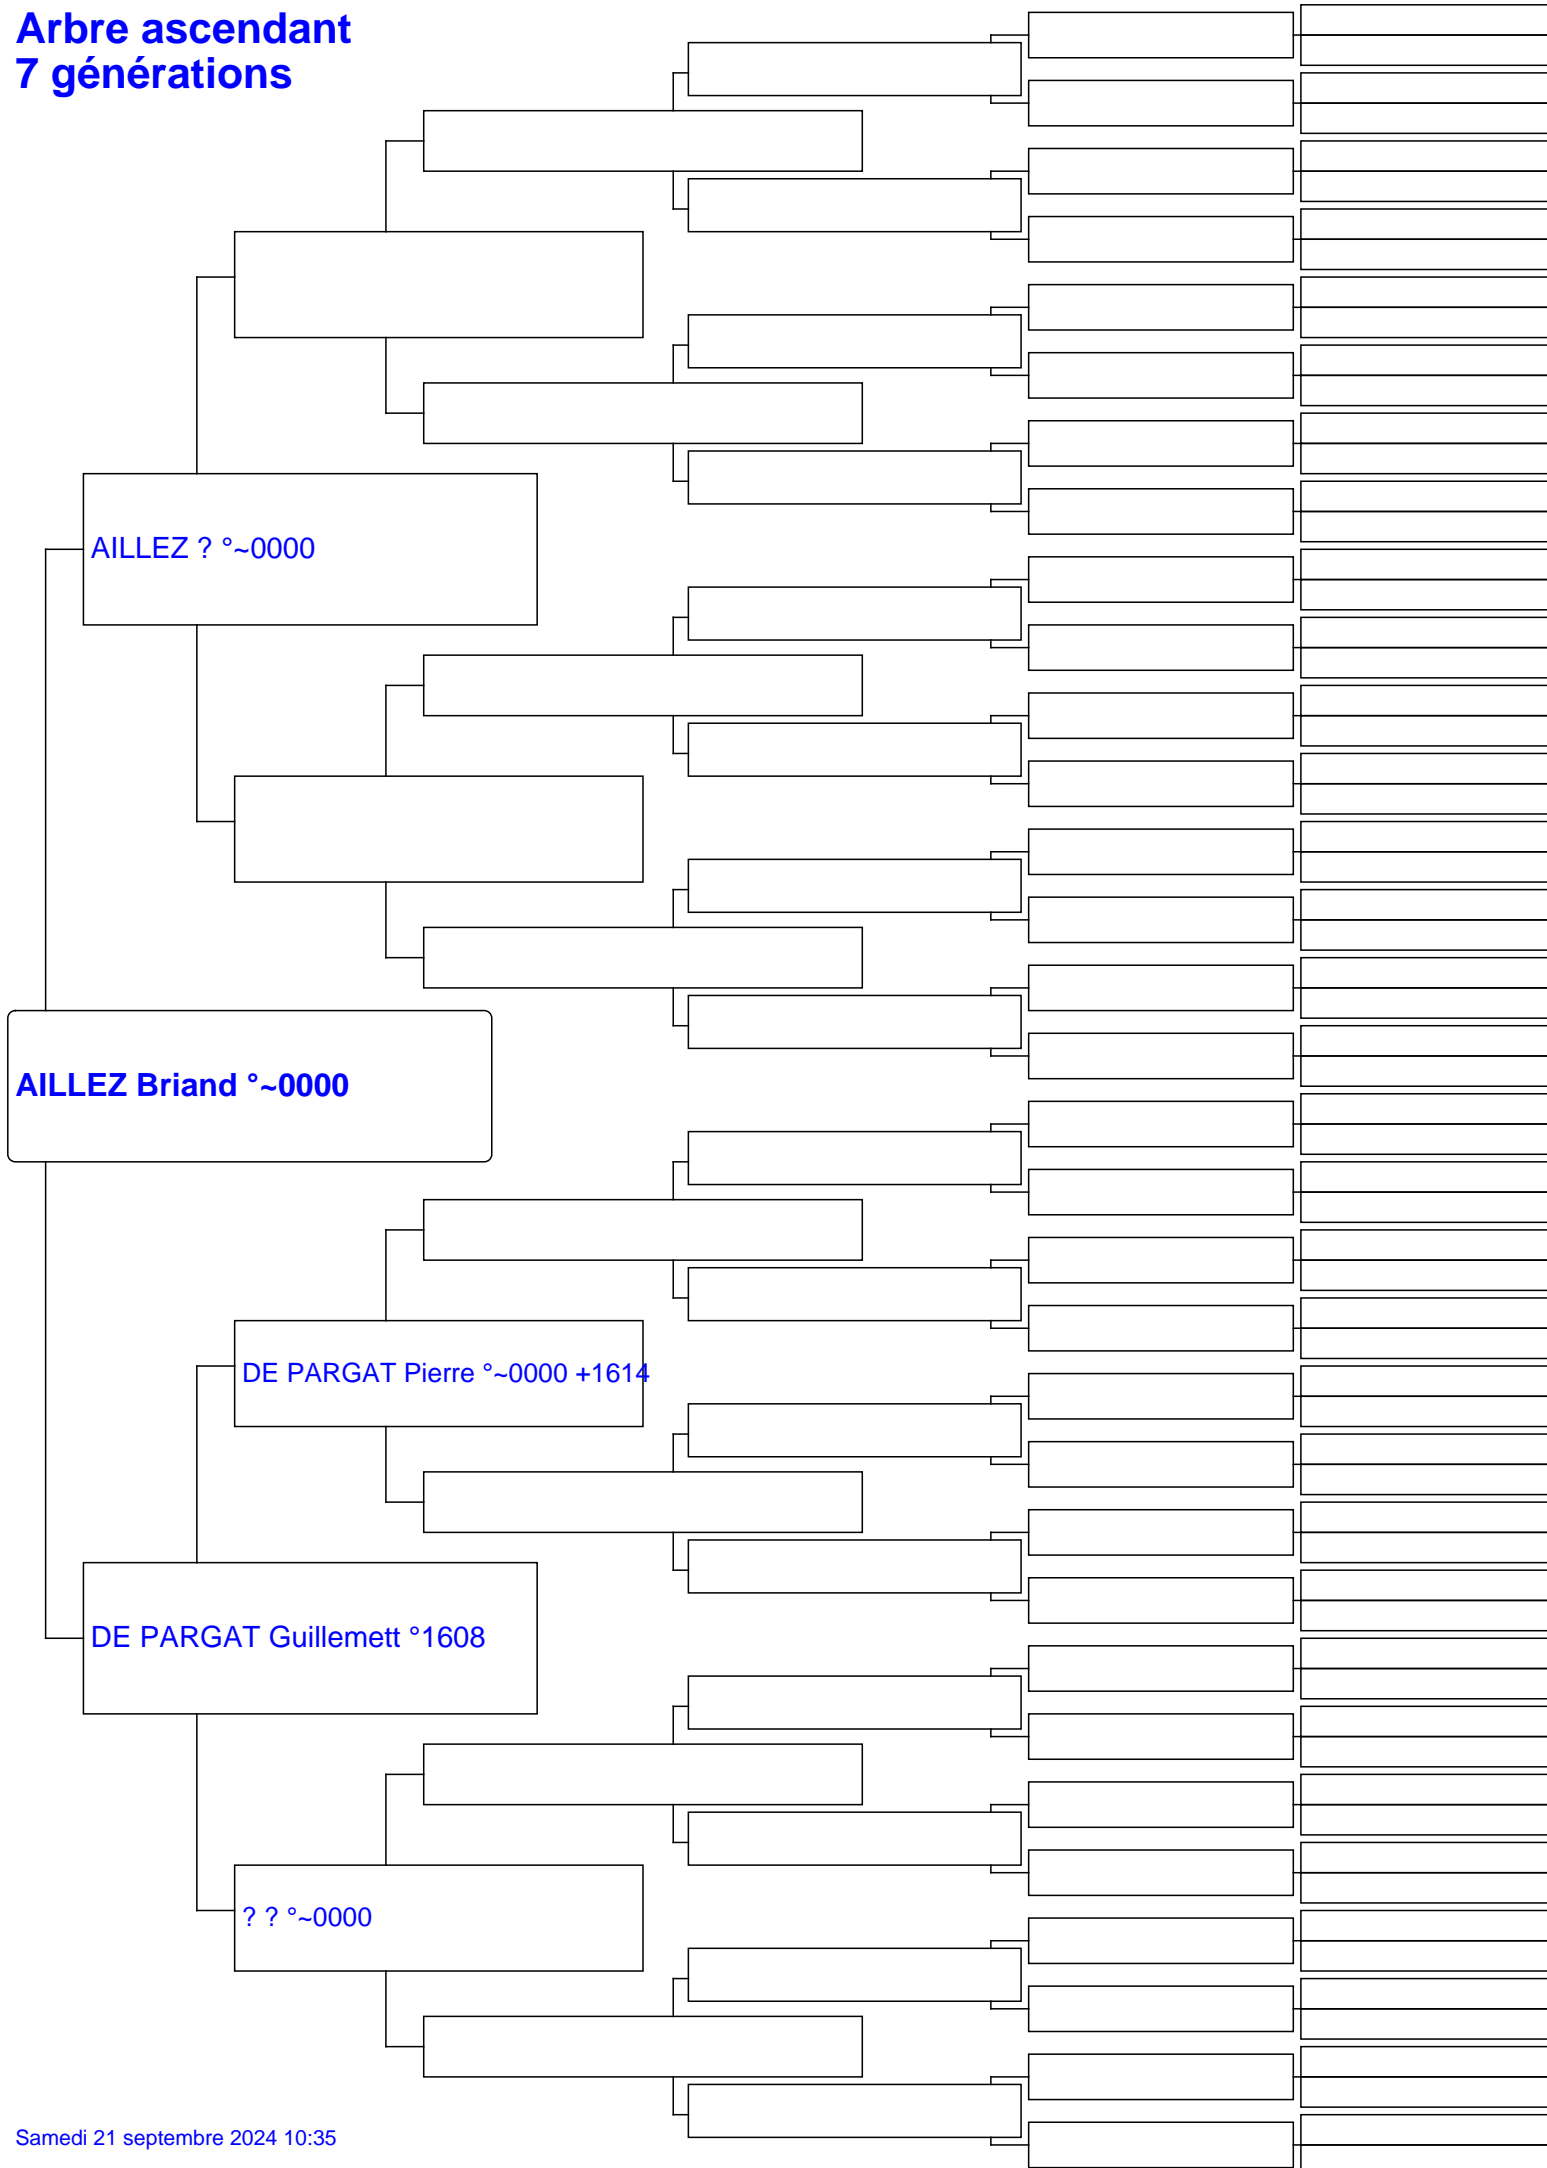 Arbre ascendant
7 générations
AILLEZ ? °~0000
AILLEZ Briand °~0000
DE PARGAT Pierre °~0000 +1614
DE PARGAT Guillemett °1608
? ? °~0000
Samedi 21 septembre 2024 10:35